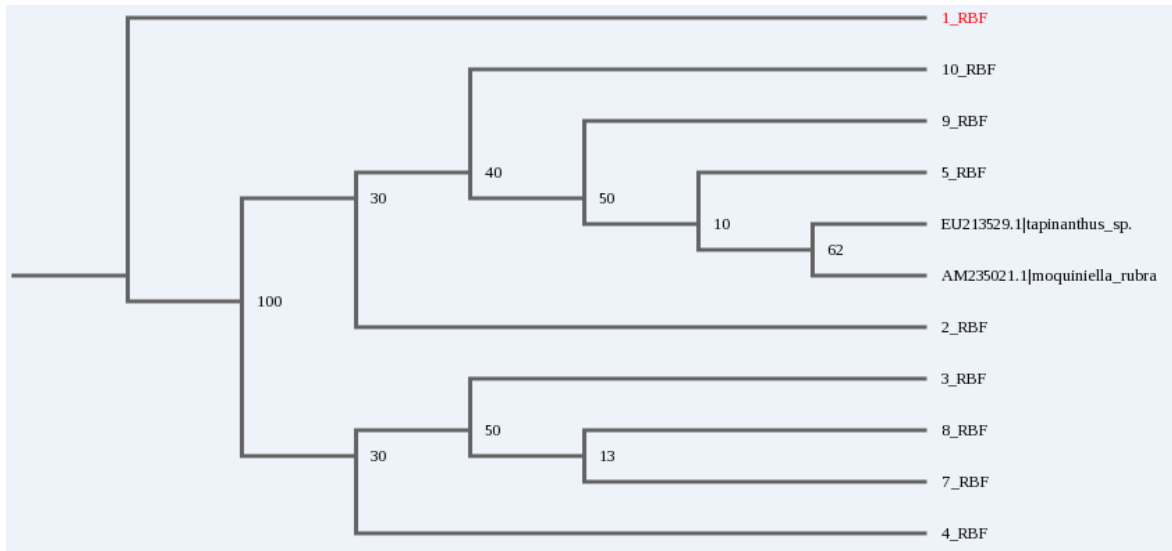 1_RBF
10_RBF
9_RBF
40
5_RBF
30
50
10
EU213529.1|tapinanthus_sp.
62
AM235021.1|moquiniella_rubra
100
2_RBF
3_RBF
50
8_RBF
30
13
7_RBF
4_RBF